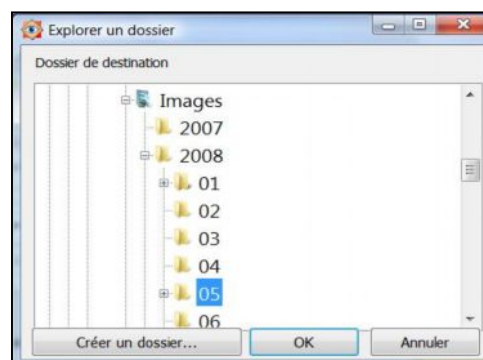 Explorer un dossier
Dossier de destination
Images
2007
2008
01
02
03
04
05
06
Créer un dossier...
OK
Annuler